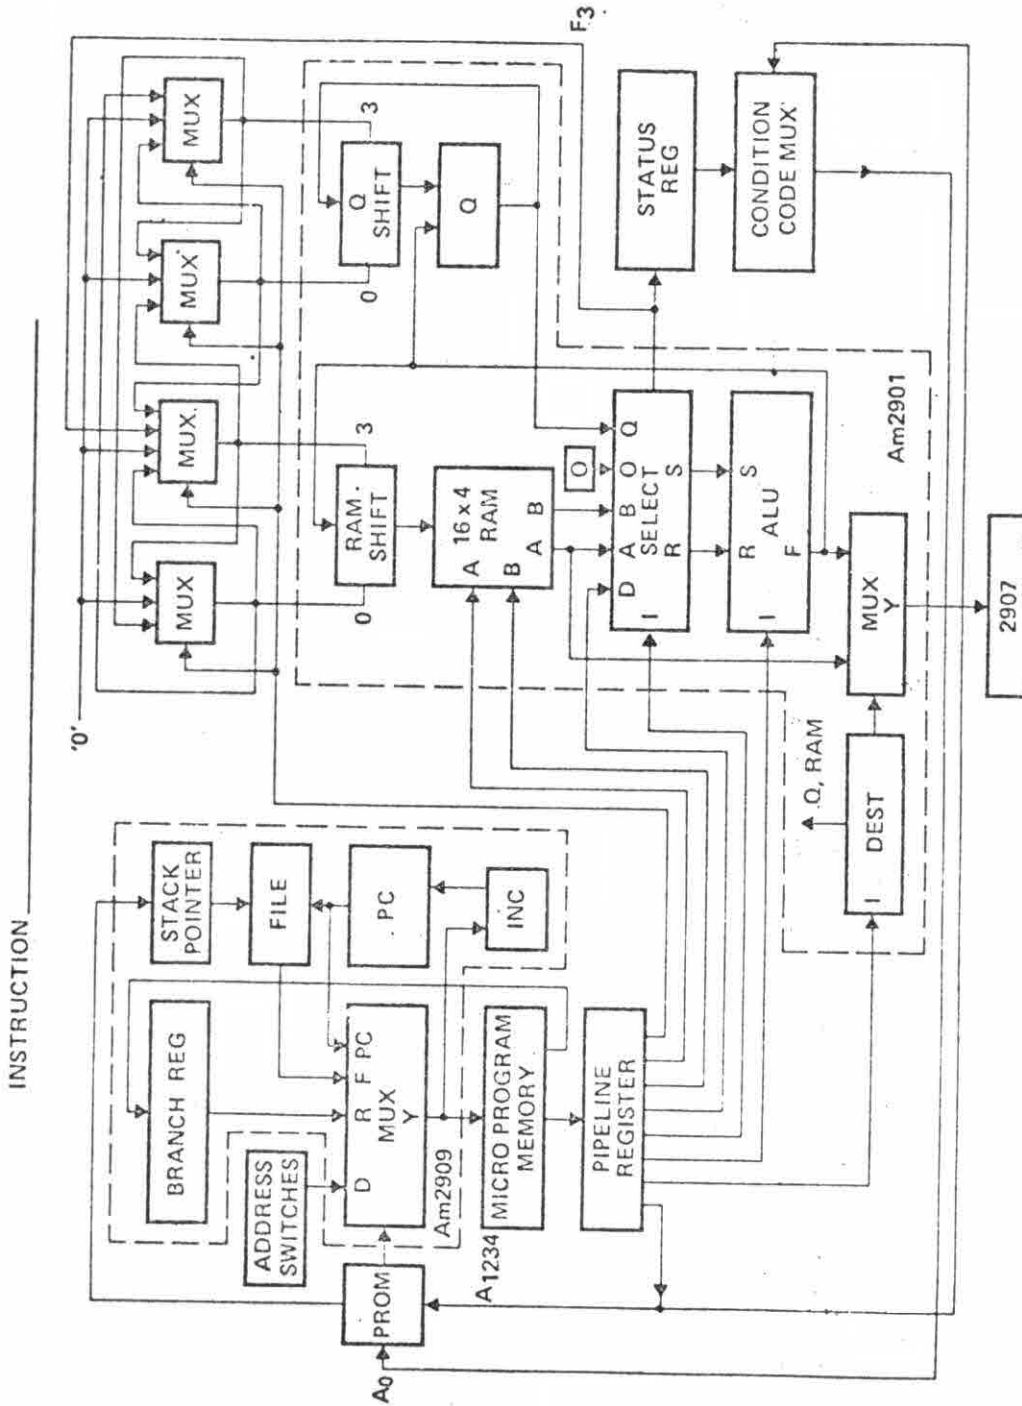 INSTRUCTION
'0'
MUX
MUX
MUX
MUX
F3
STACK
POINTER
FILE
PC
INC
BRANCH REG
ADDRESS
SWITCHES
D R F PC
MUX
Y
Am2909
PROM
A0
A1234
MICRO PROGRAM
MEMORY
PIPELINE
REGISTER
0
RAM
SHIFT
3
0
Q
SHIFT
3
Q
A
B
16 x 4
RAM
A B
O
D A B O Q
SELECT
I
R S
R S
ALU
I
F
MUX
Y
Q, RAM
DEST
I
Am2901
2907
STATUS
REG
CONDITION
CODE MUX